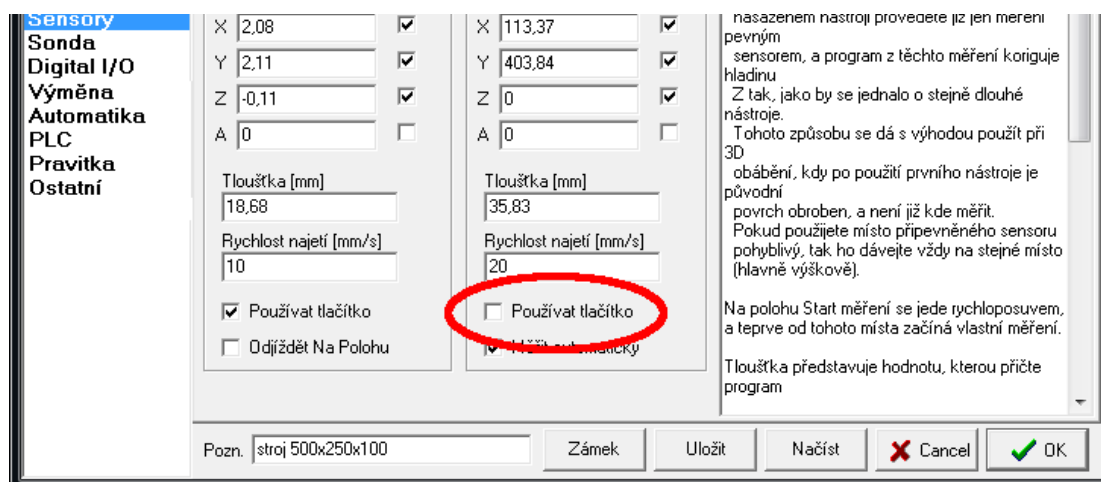 Sensory
Sonda
Digital I/O
Výměna
Automatika
PLC
Pravitka
Ostatní
X 2,08
Y 2,11
Z -0,11
A 0
Tloušťka [mm]
18,68
Rychlost najetí [mm/s]
10
Používat tlačítko
Odjíždět Na Polohu
X 113,37
Y 403,84
Z 0
A 0
Tloušťka [mm]
35,83
Rychlost najetí [mm/s]
20
Používat tlačítko
Měřit automaticky
nasazeném nástroji provedete již jen měření
pevným
sensorem, a program z těchto měření koriguje
hladinu
Z tak, jako by se jednalo o stejně dlouhé
nástroje.
Tohoto způsobu se dá s výhodou použít při
3D
obábění, kdy po použití prvního nástroje je
původní
povrch obroben, a není již kde měřit.
Pokud použijete místo připevněného sensoru
pohyblivý, tak ho dávejte vždy na stejné místo
(hlavně výškově).
Na polohu Start měření se jede rychloposuvem,
a teprve od tohoto místa začíná vlastní měření.
Tloušťka představuje hodnotu, kterou přičte
program
Pozn. stroj 500x250x100
Zámek
Uložit
Načíst
Cancel
OK